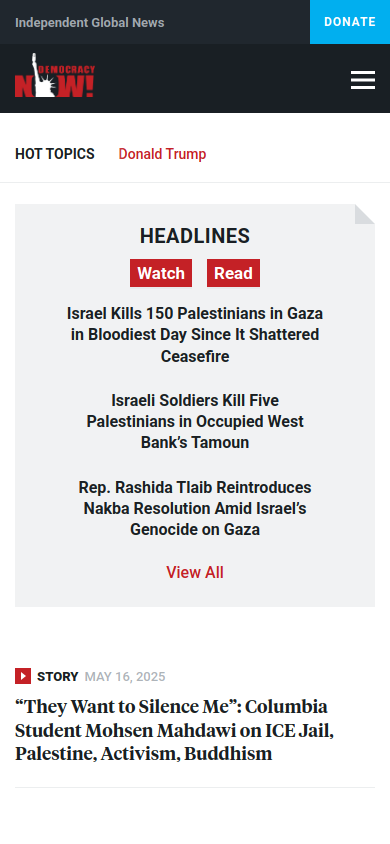 Independent Global News
DONATE
DEMOCRACY
NOW!
HOT TOPICS
Donald Trump
HEADLINES
Watch
Read
Israel Kills 150 Palestinians in Gaza
in Bloodiest Day Since It Shattered
Ceasefire
Israeli Soldiers Kill Five
Palestinians in Occupied West
Bank’s Tamoun
Rep. Rashida Tlaib Reintroduces
Nakba Resolution Amid Israel’s
Genocide on Gaza
View All
STORY MAY 16, 2025
“They Want to Silence Me”: Columbia
Student Mohsen Mahdawi on ICE Jail,
Palestine, Activism, Buddhism